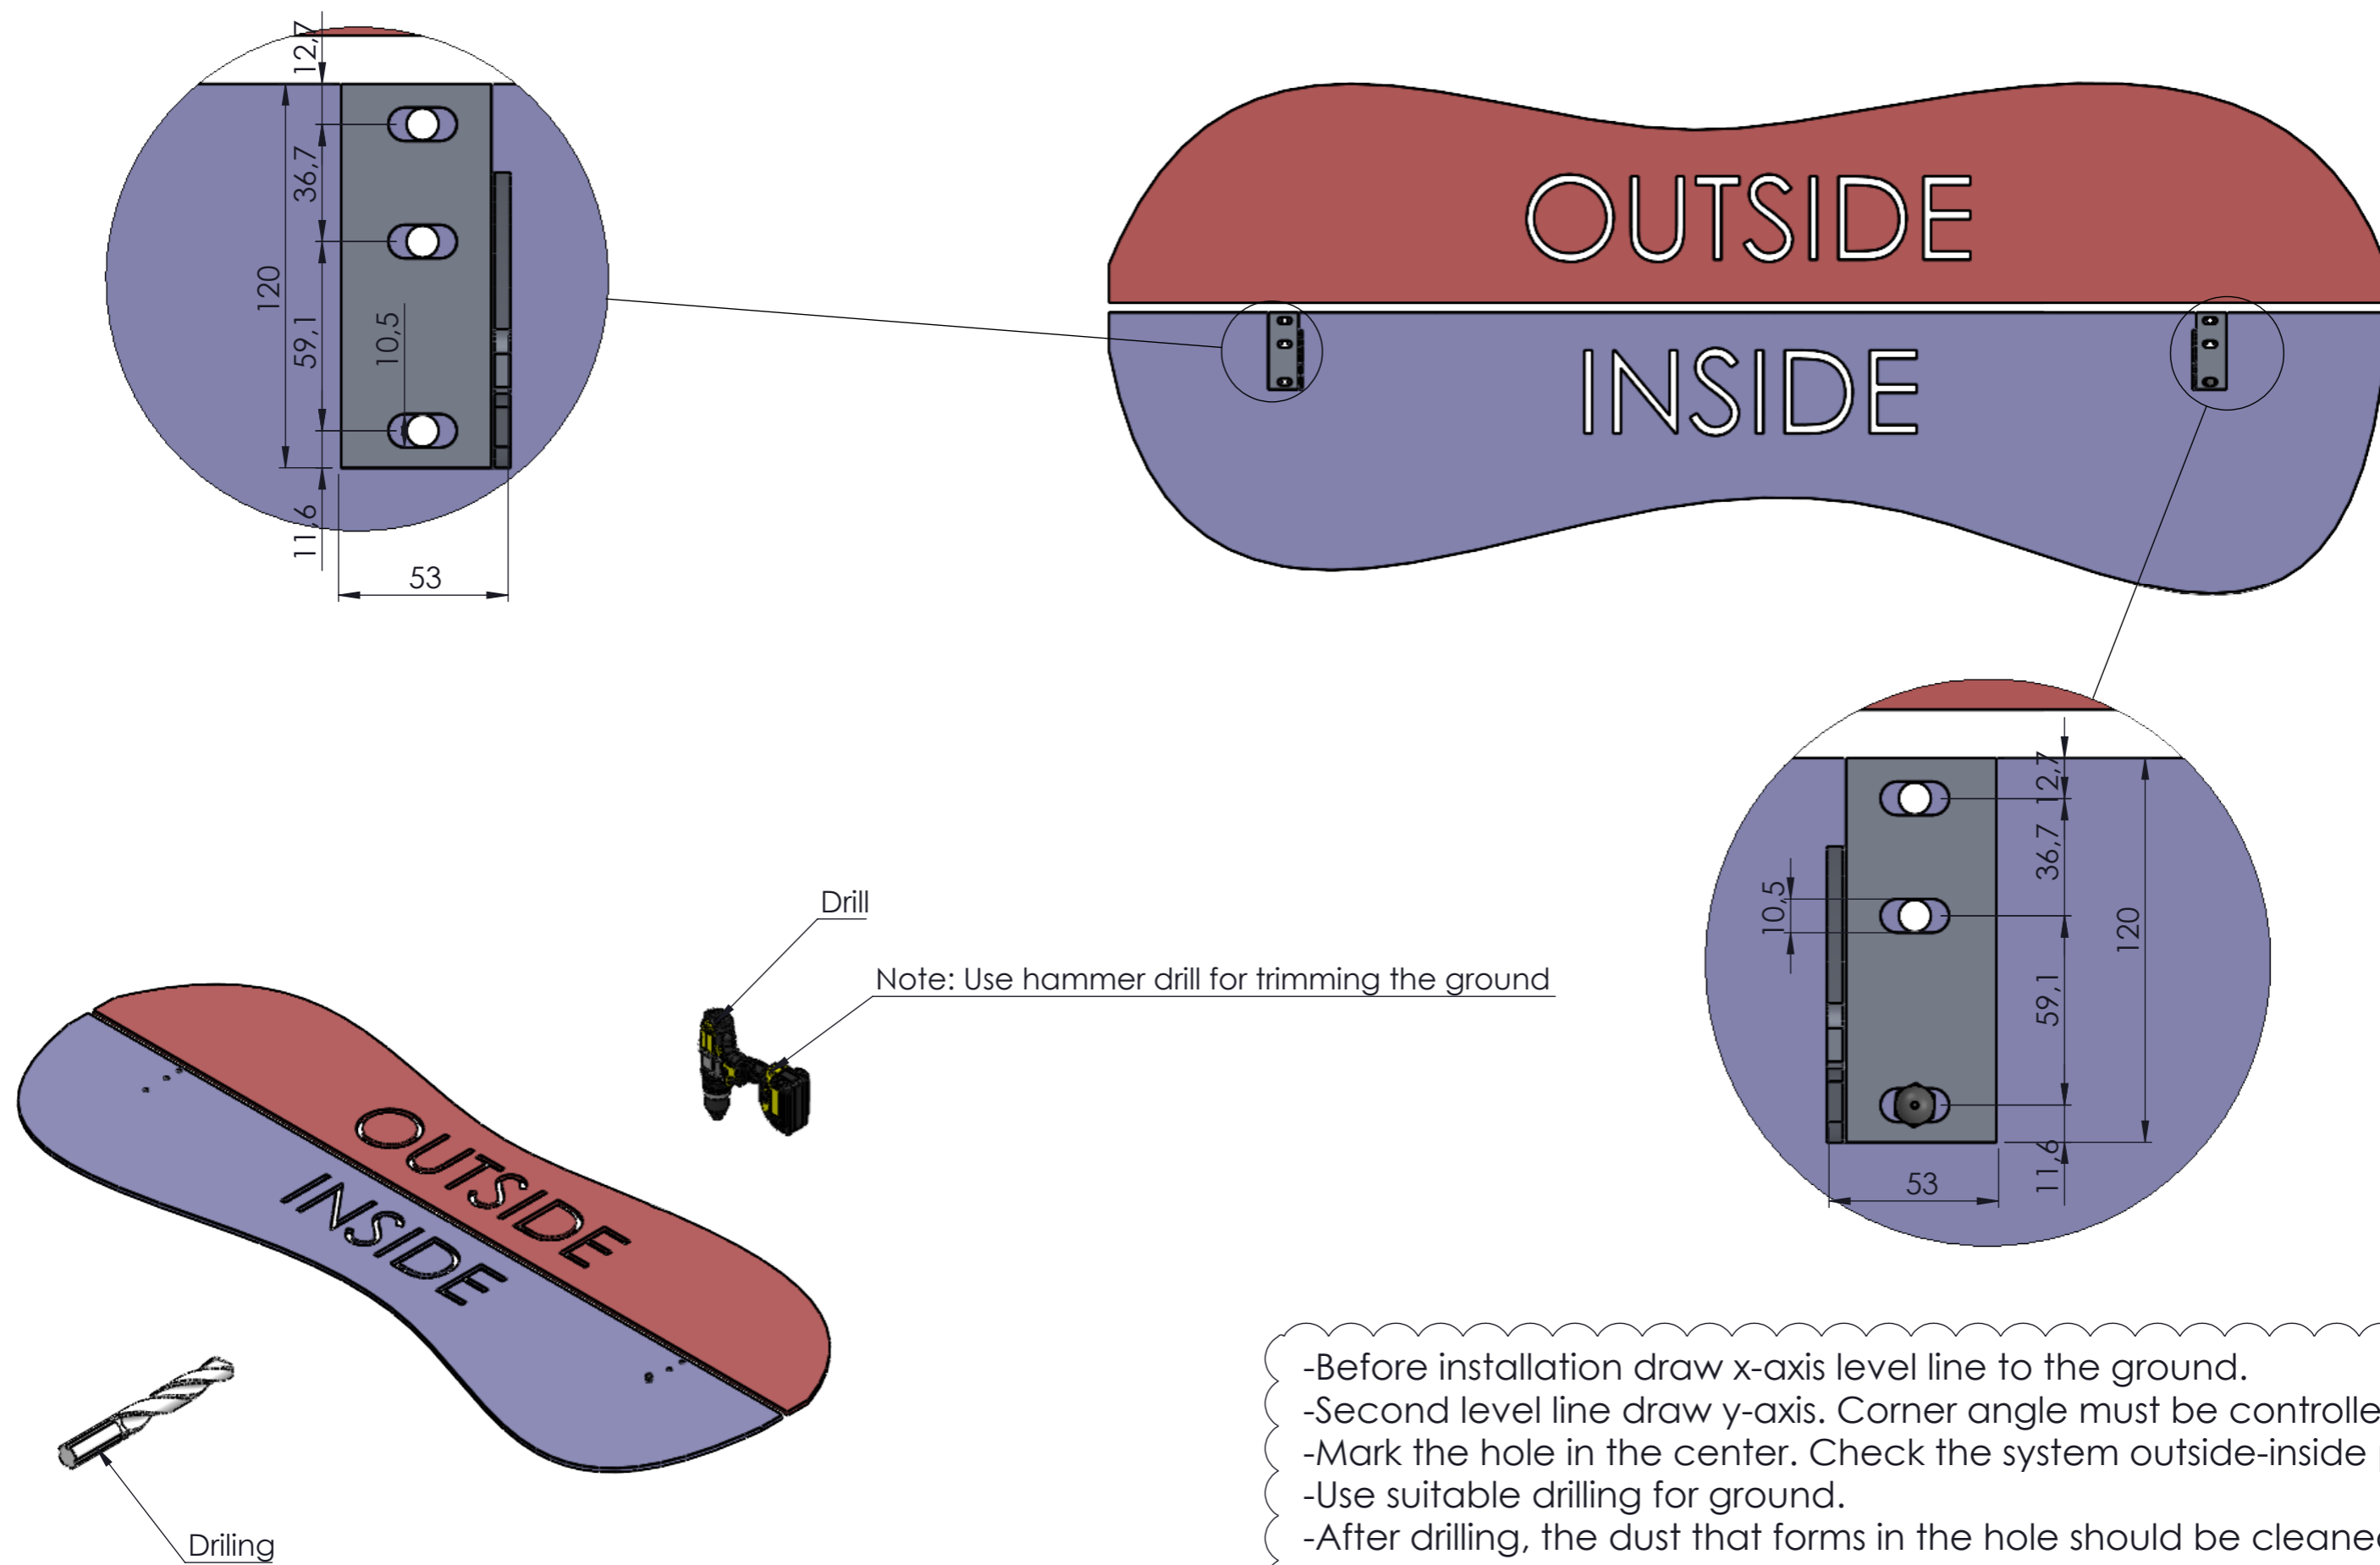 12,7
36,7
120
59,1
10,5
11,6
53
OUTSIDE
INSIDE
12,7
36,7
10,5
120
59,1
11,6
53
Drill
Note: Use hammer drill for trimming the ground
OUTSIDE
INSIDE
Driling
-Before installation draw x-axis level line to the ground.
-Second level line draw y-axis. Corner angle must be controlle
-Mark the hole in the center. Check the system outside-inside
-Use suitable drilling for ground.
-After drilling, the dust that forms in the hole should be cleane